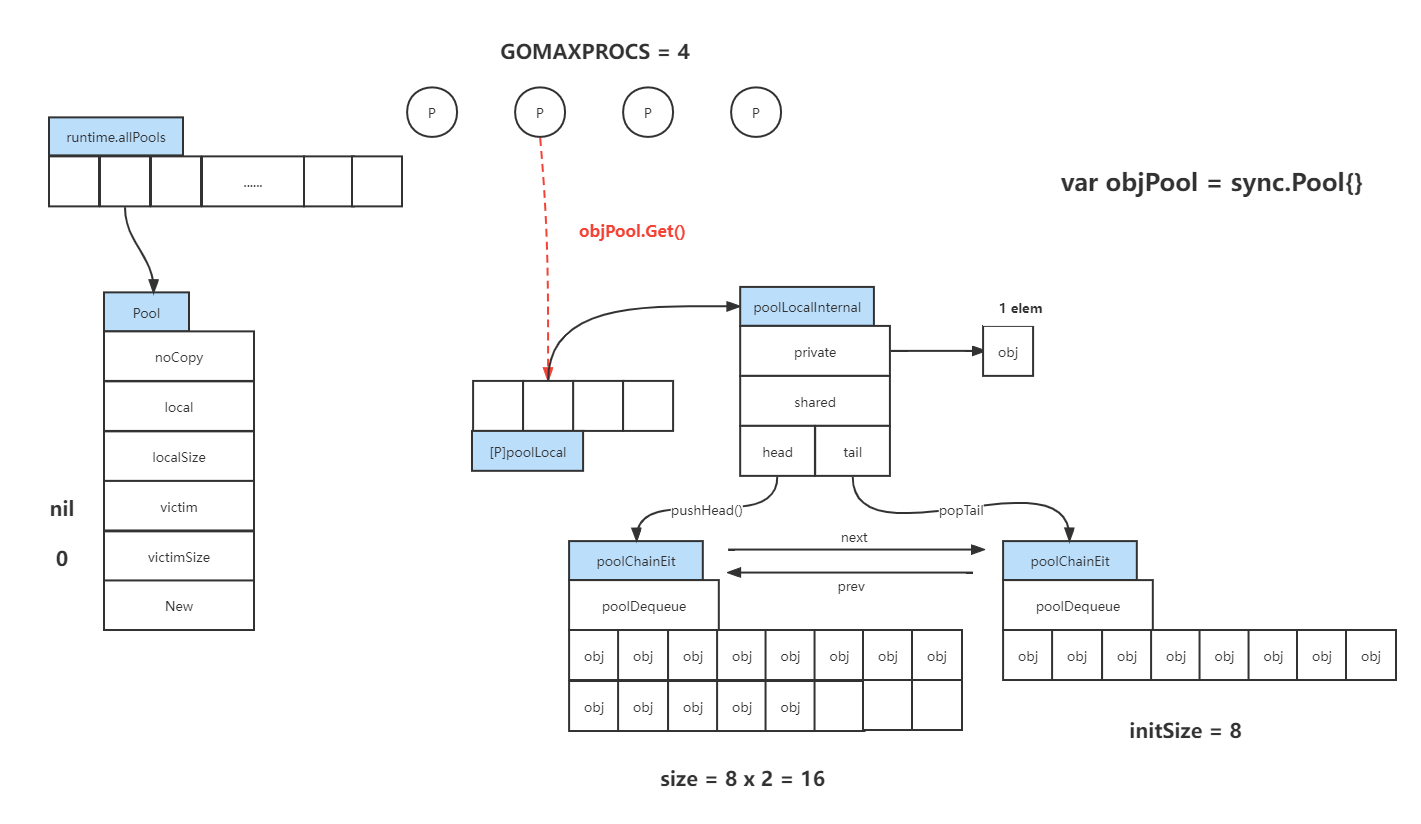 GOMAXPROCS = 4
P
P
P
P
runtime.allPools
......
var objPool = sync.Pool{}
objPool.Get()
Pool
noCopy
local
localSize
nil
victim
0
victimSize
New
[P]poolLocal
poolLocalInternal
private
shared
head
tail
1 elem
obj
pushHead()
popTail
poolChainEit
next
prev
poolChainEit
poolDequeue
poolDequeue
obj obj obj obj obj obj obj obj
obj obj obj obj obj
obj obj obj obj obj obj obj obj
size = 8 x 2 = 16
initSize = 8